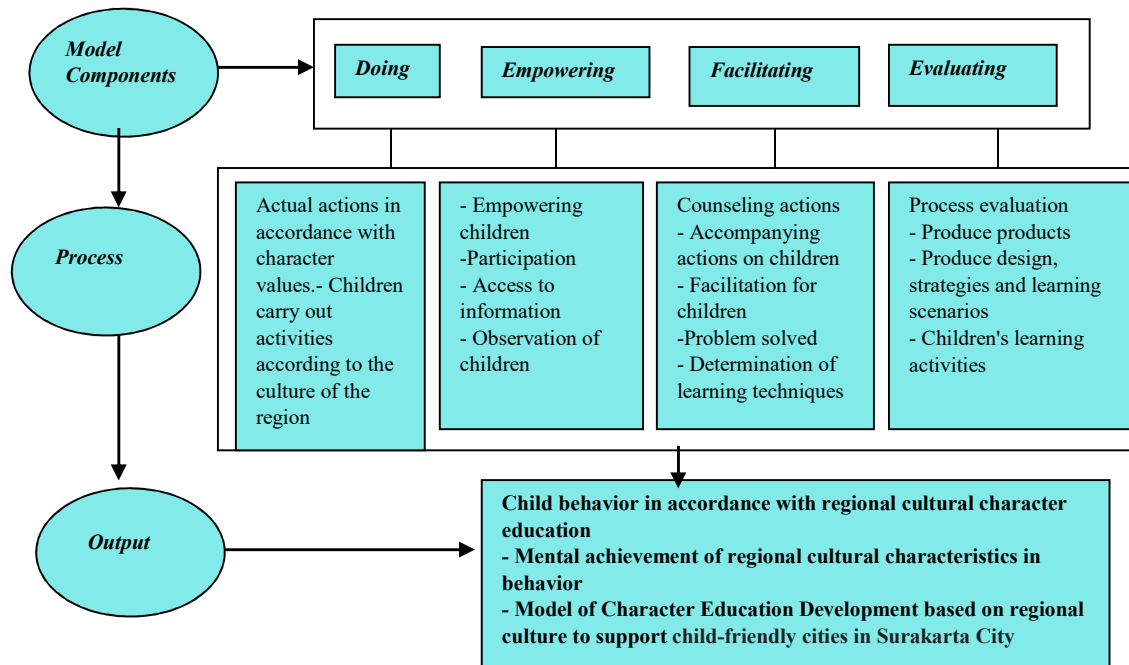 Model
Components
Doing
Empowering
Facilitating
Evaluating
Process
Actual actions in
accordance with
character
values.- Children
carry out
activities
according to the
culture of the
region
- Empowering
children
-Participation
- Access to
information
- Observation of
children
Counseling actions
- Accompanying
actions on children
- Facilitation for
children
-Problem solved
- Determination of
learning techniques
Process evaluation
- Produce products
- Produce design,
strategies and learning
scenarios
- Children's learning
activities
Output
Child behavior in accordance with regional cultural character
education
- Mental achievement of regional cultural characteristics in
behavior
- Model of Character Education Development based on regional
culture to support child-friendly cities in Surakarta City